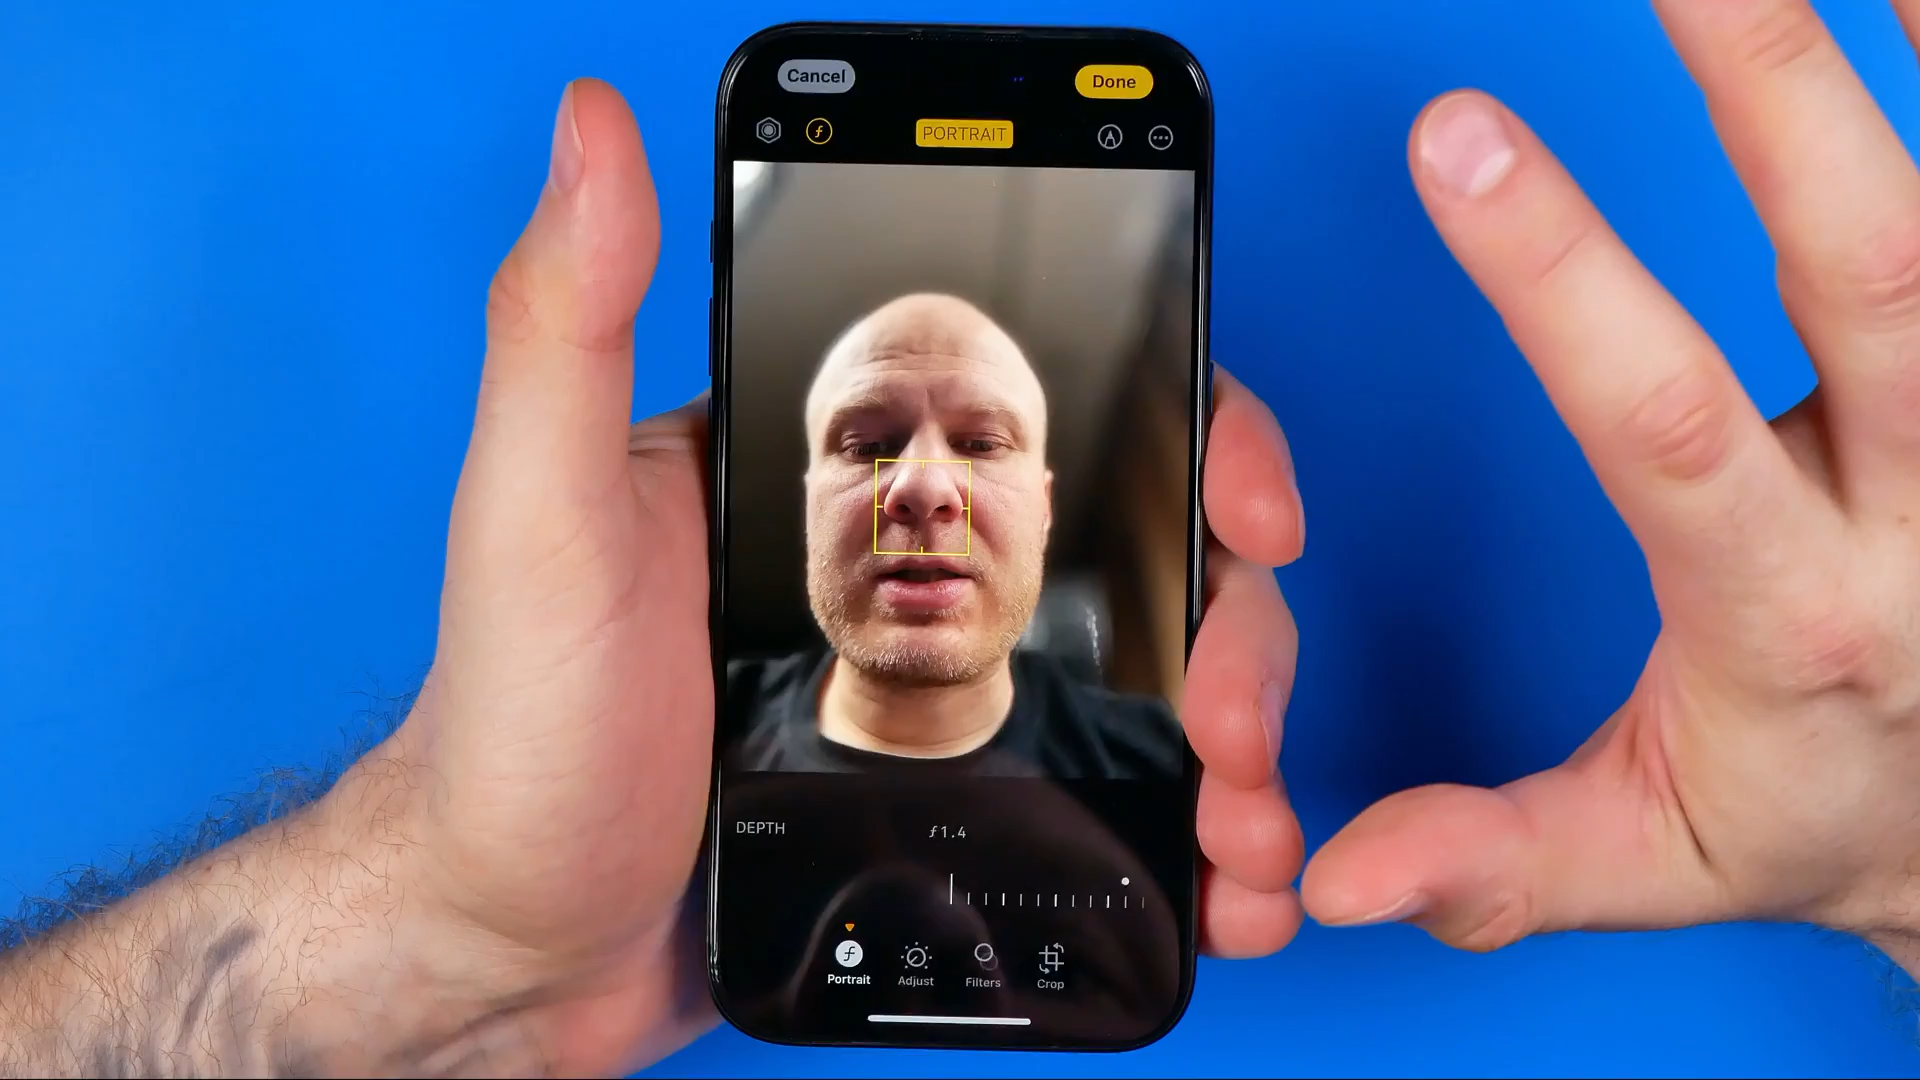 Cancel
Done
PORTRAIT
DEPTH
ƒ1.4
Portrait
Adjust
Filters
Crop